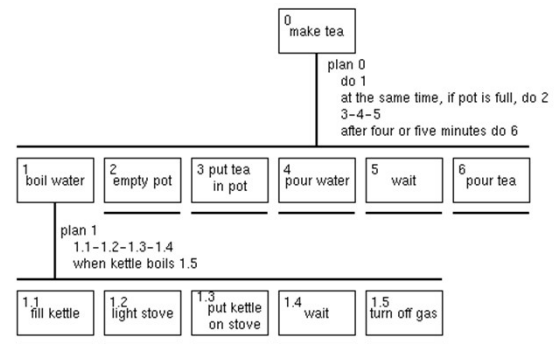 0
make tea
plan 0
do 1
at the same time, if pot is full, do 2
3-4-5
after four or five minutes do 6
1
boil water
2
empty pot
3 put tea
in pot
4
pour water
5
wait
6
pour tea
plan 1
1.1-1.2-1.3-1.4
when kettle boils 1.5
1.1
fill kettle
1.2
light stove
1.3
put kettle
on stove
1.4
wait
1.5
turn off gas